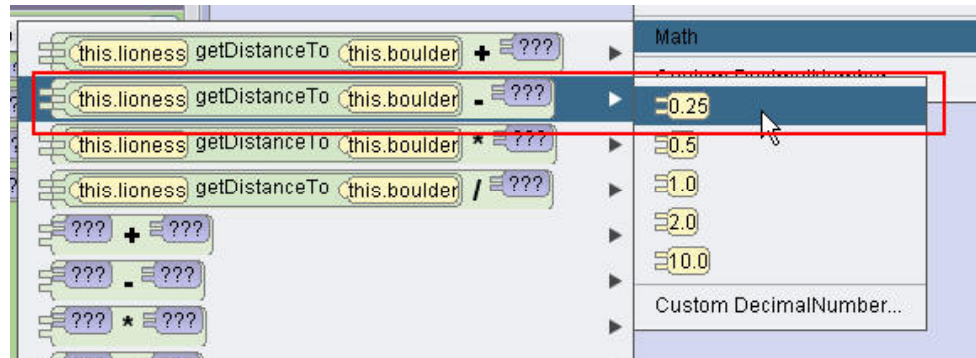 this.lioness getDistanceTo this.boulder + ???
this.lioness getDistanceTo this.boulder - ???
this.lioness getDistanceTo this.boulder * ???
this.lioness getDistanceTo this.boulder / ???
??? + ???
??? - ???
??? * ???
Math
0.25
0.5
1.0
2.0
10.0
Custom DecimalNumber...